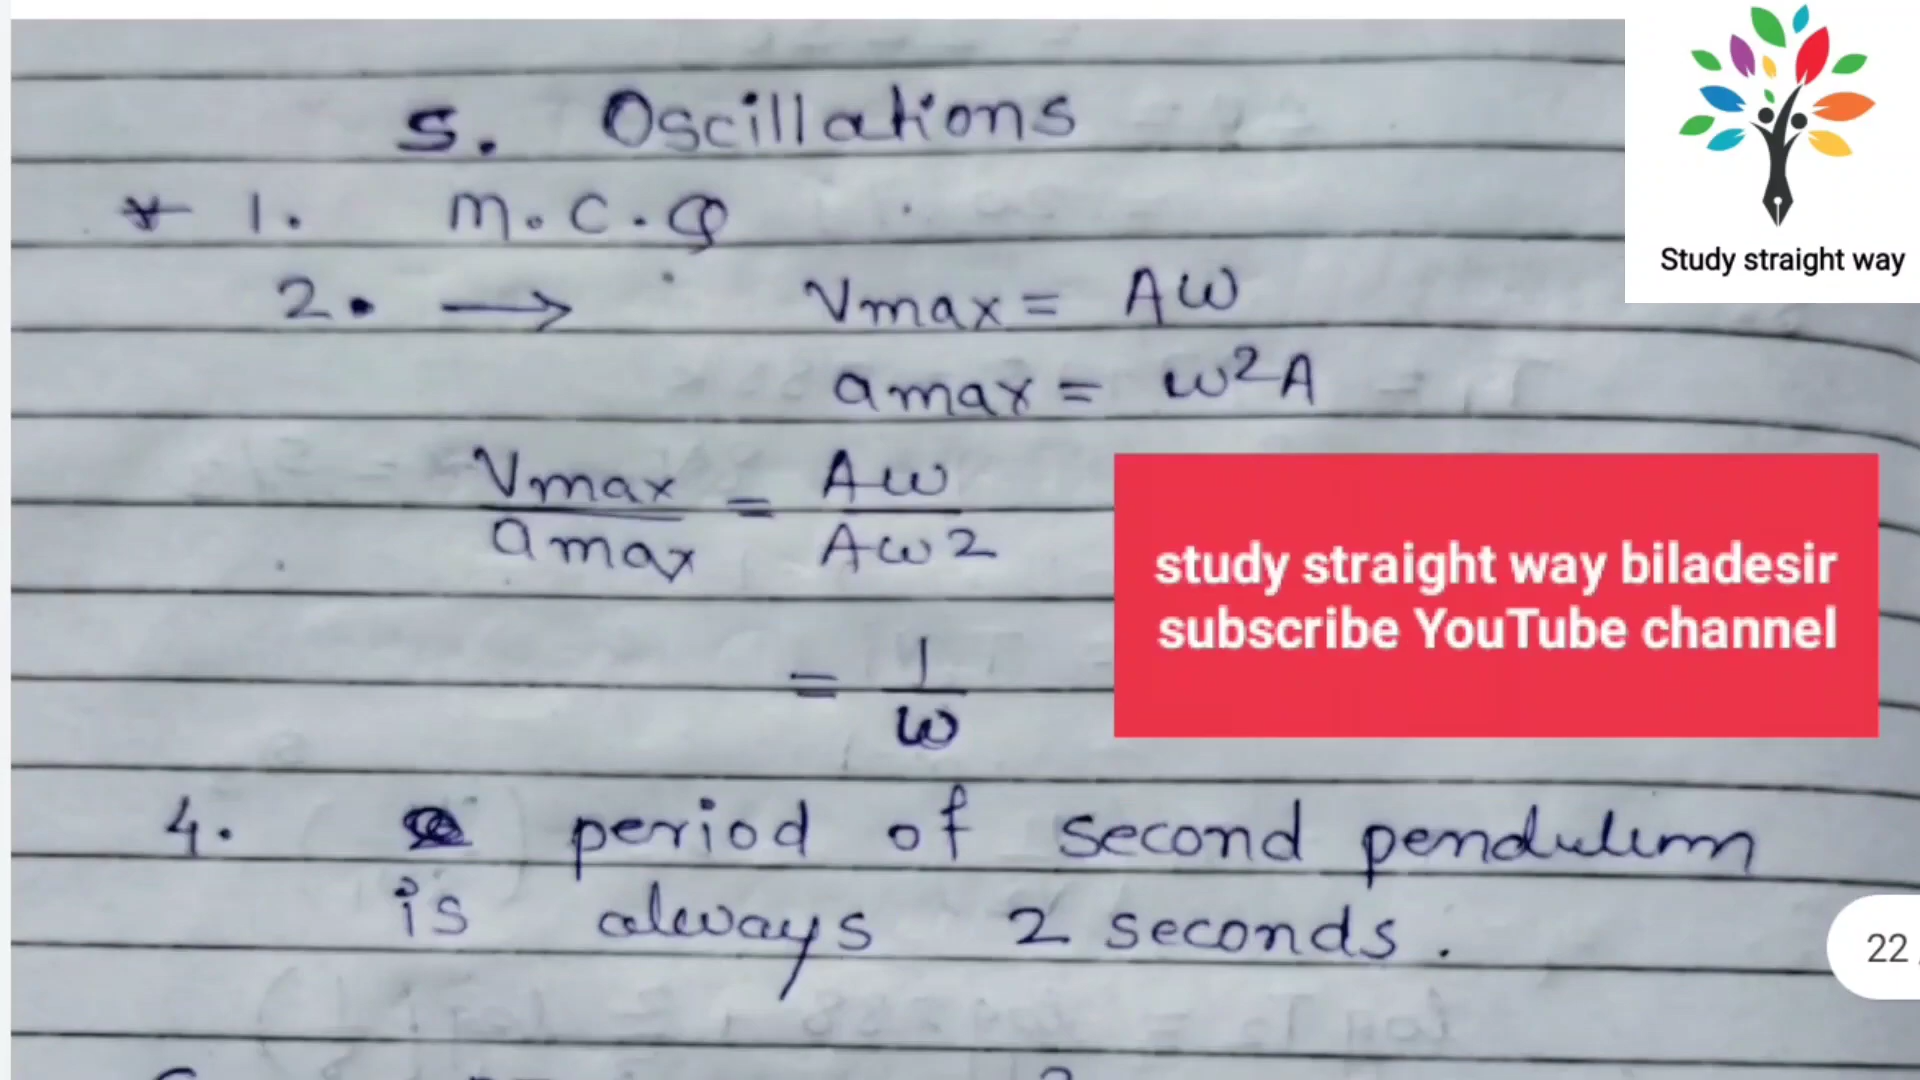 5. Oscillations
* 1. M.C.Q
2. → Vmax = Aω
amax = ω²A
Vmax / amax = Aω / Aω2
= 1 / ω
4. period of second pendulum
is always 2 seconds.
Study straight way
study straight way biladesir
subscribe YouTube channel
22